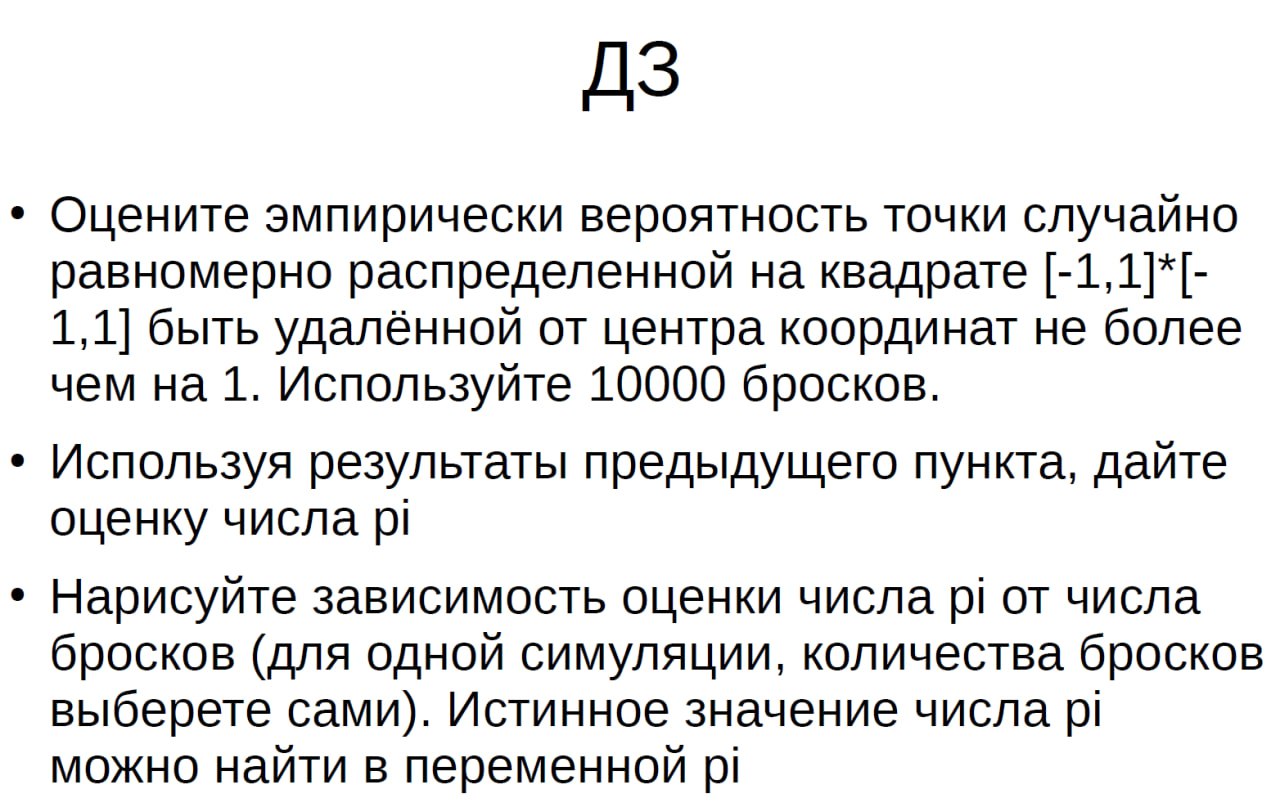 ДЗ
• Оцените эмпирически вероятность точки случайно
равномерно распределенной на квадрате [-1,1]*[-
1,1] быть удалённой от центра координат не более
чем на 1. Используйте 10000 бросков.
• Используя результаты предыдущего пункта, дайте
оценку числа pi
• Нарисуйте зависимость оценки числа pi от числа
бросков (для одной симуляции, количества бросков
выберете сами). Истинное значение числа pi
можно найти в переменной pi